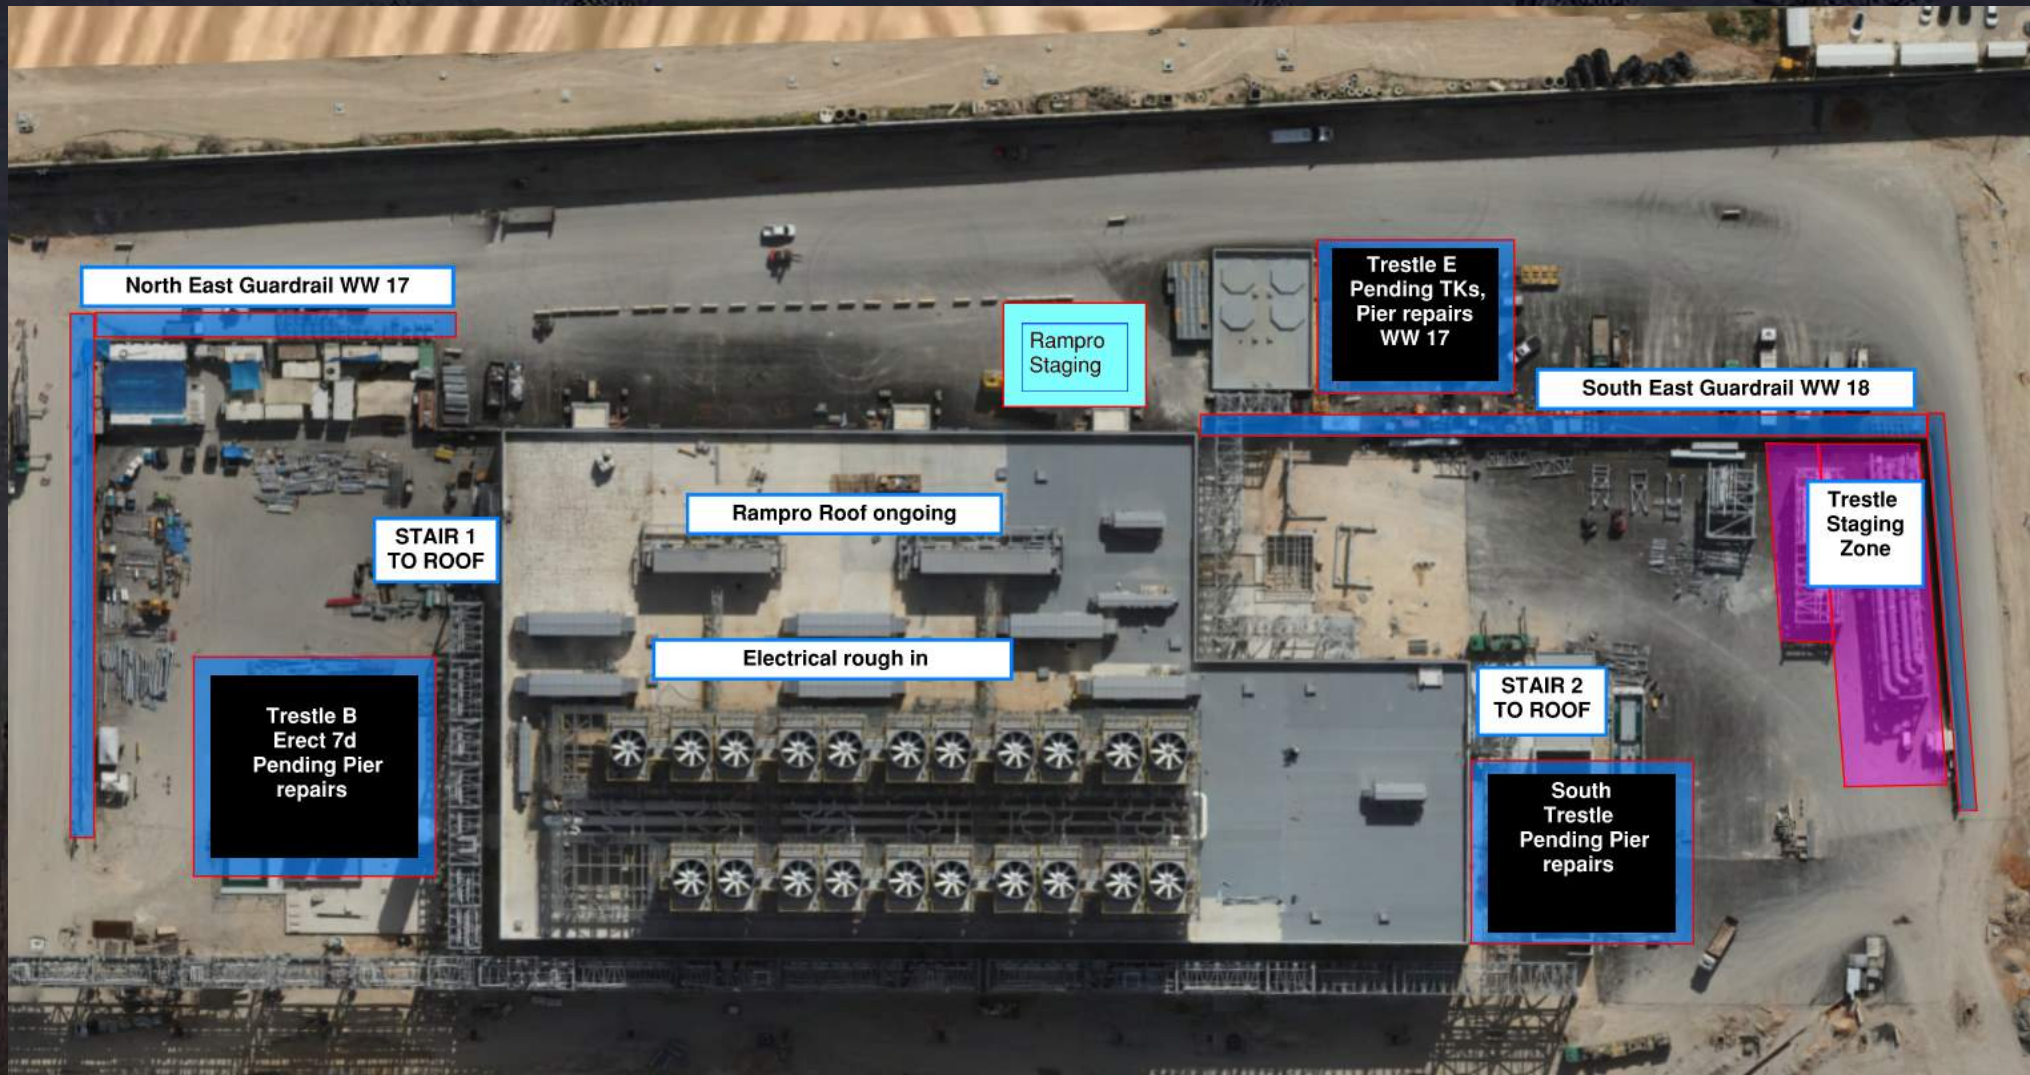 North East Guardrail WW 17
Trestle E
Pending TKs,
Pier repairs
WW 17
Rampro
Staging
South East Guardrail WW 18
Rampro Roof ongoing
STAIR 1
TO ROOF
Trestle
Staging
Zone
Electrical rough in
STAIR 2
TO ROOF
Trestle B
Erect 7d
Pending Pier
repairs
South
Trestle
Pending Pier
repairs